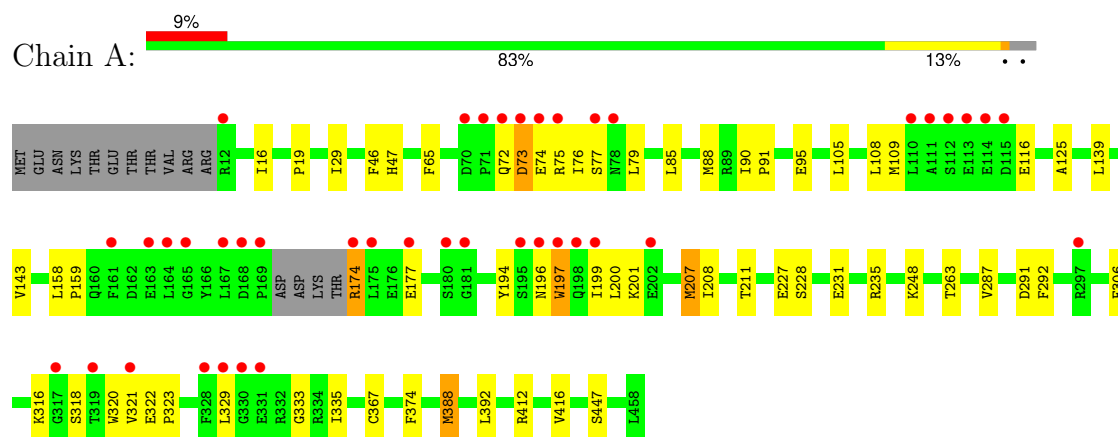 9%
Chain A:
83% 13% • •
MET GLU ASN LYS THR GLU THR THR VAL ARG ARG R12 I16 P19 I29 F46 H47 F65 D70 P71 Q72 D73 E74 R75 I76 S77 N78 L79 L85 M88 R89 I90 P91 E95 L105 L108 M109 L110 A111 S112 E113 E114 D115 E116 A125 L139
V143 L158 P159 Q160 F161 D162 E163 L164 G165 Y166 L167 D168 P169 ASP ASP LYS THR R174 L175 E176 E177 S180 G181 Y194 S195 N196 W197 Q198 I199 L200 K201 E202 M207 I208 T211 E227 S228 E231 R235 K248 T263 V287 D291 F292 R297
K316 G317 S318 T319 W320 V321 E322 P323 F328 L329 G330 E331 R332 G333 R334 I335 C367 F374 M388 L392 R412 V416 S447 L458